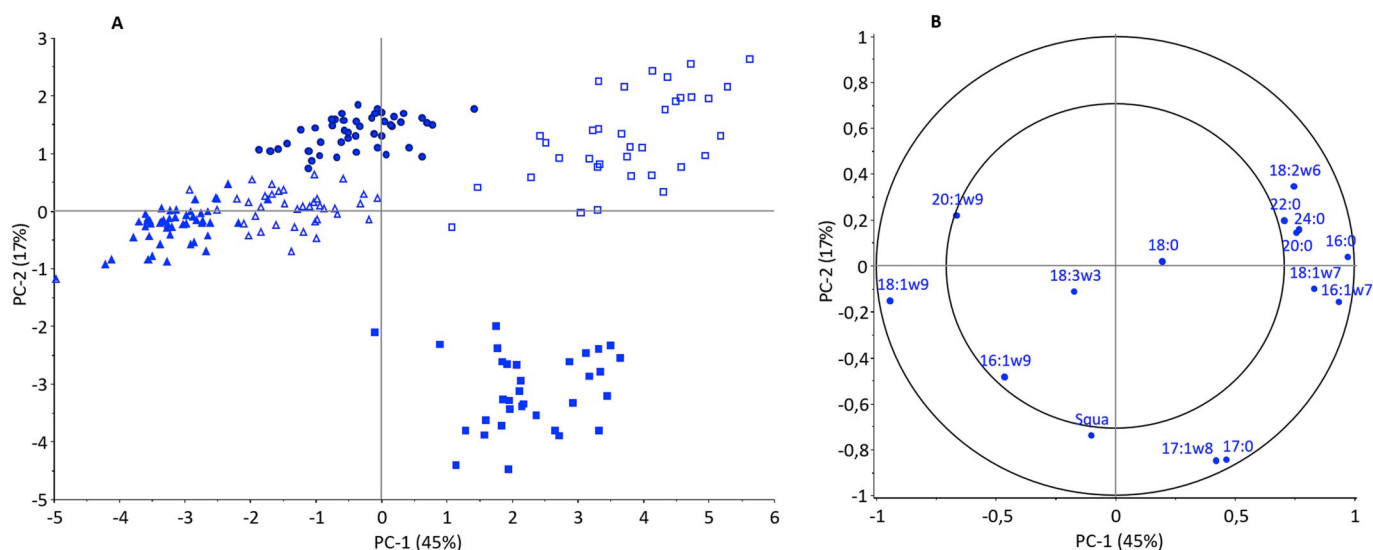 A
3
2
1
0
-1
-2
-3
-4
-5
PC-2 (17%)
-5
-4
-3
-2
-1
0
1
2
3
4
5
6
PC-1 (45%)
B
1
0,8
0,6
0,4
0,2
0
-0,2
-0,4
-0,6
-0,8
-1
PC-2 (17%)
18:2w6
20:1w9
22:0
24:0
20:0
16:0
18:0
18:3w3
18:1w7
18:1w9
16:1w7
16:1w9
Squa
17:1w8
17:0
-1
-0,5
0
0,5
1
PC-1 (45%)